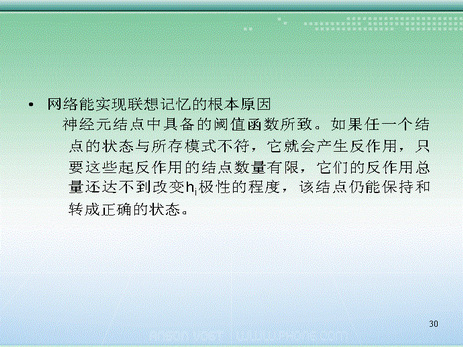 • 网络能实现联想记忆的根本原因
神经元结点中具备的阈值函数所致。如果任一个结
点的状态与所存模式不符，它就会产生反作用，只
要这些起反作用的结点数量有限，它们的反作用总
量还达不到改变hi极性的程度，该结点仍能保持和
转成正确的状态。
30